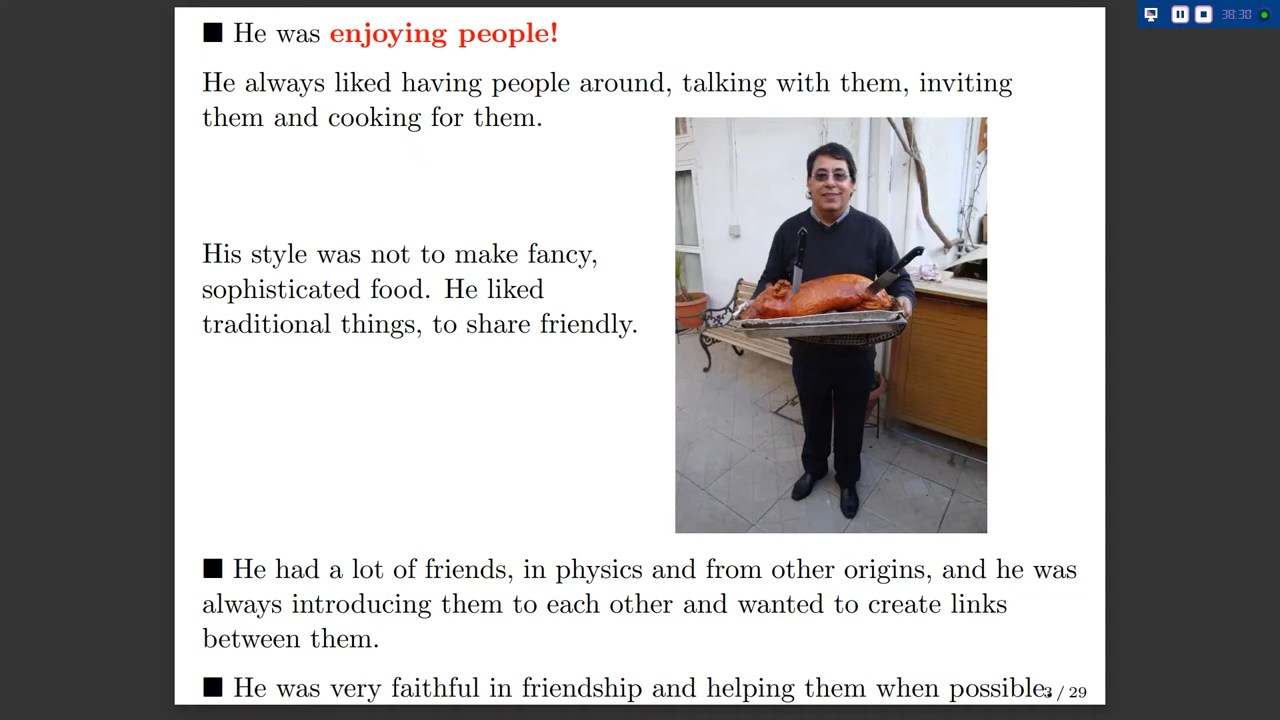 38:30
■ He was enjoying people!
He always liked having people around, talking with them, inviting
them and cooking for them.
His style was not to make fancy,
sophisticated food. He liked
traditional things, to share friendly.
■ He had a lot of friends, in physics and from other origins, and he was
always introducing them to each other and wanted to create links
between them.
■ He was very faithful in friendship and helping them when possible.
3 / 29